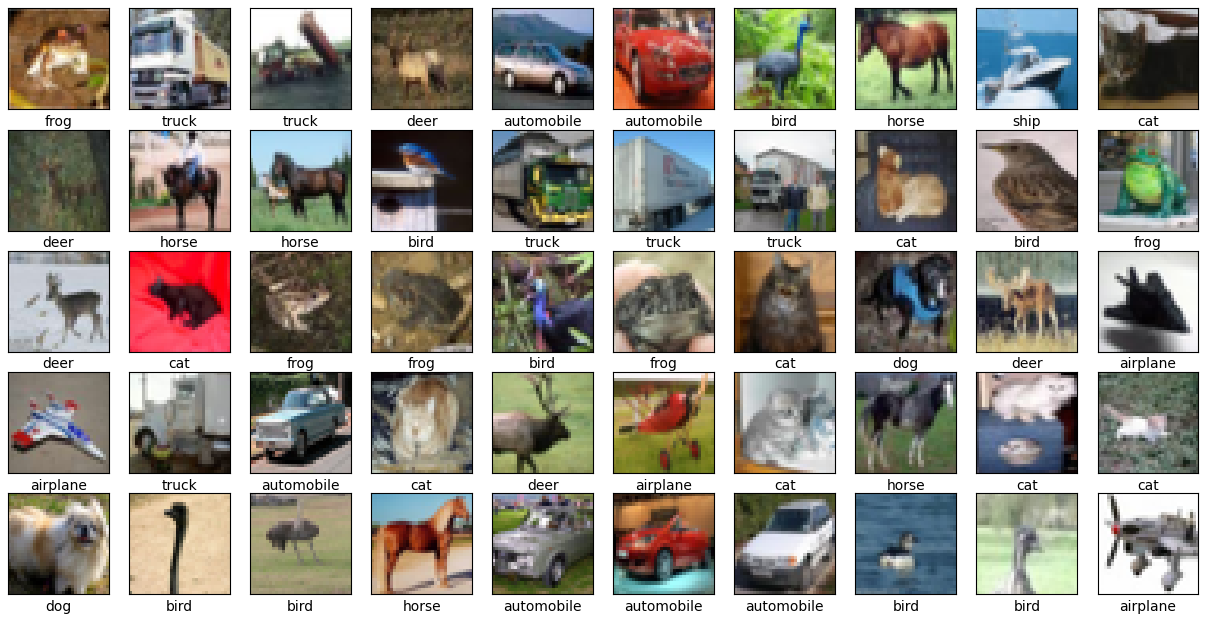 frog truck truck deer automobile automobile bird horse ship cat
deer horse horse bird truck truck truck cat bird frog
deer cat frog frog bird frog cat dog deer airplane
airplane truck automobile cat deer airplane cat horse cat cat
dog bird bird horse automobile automobile automobile bird bird airplane